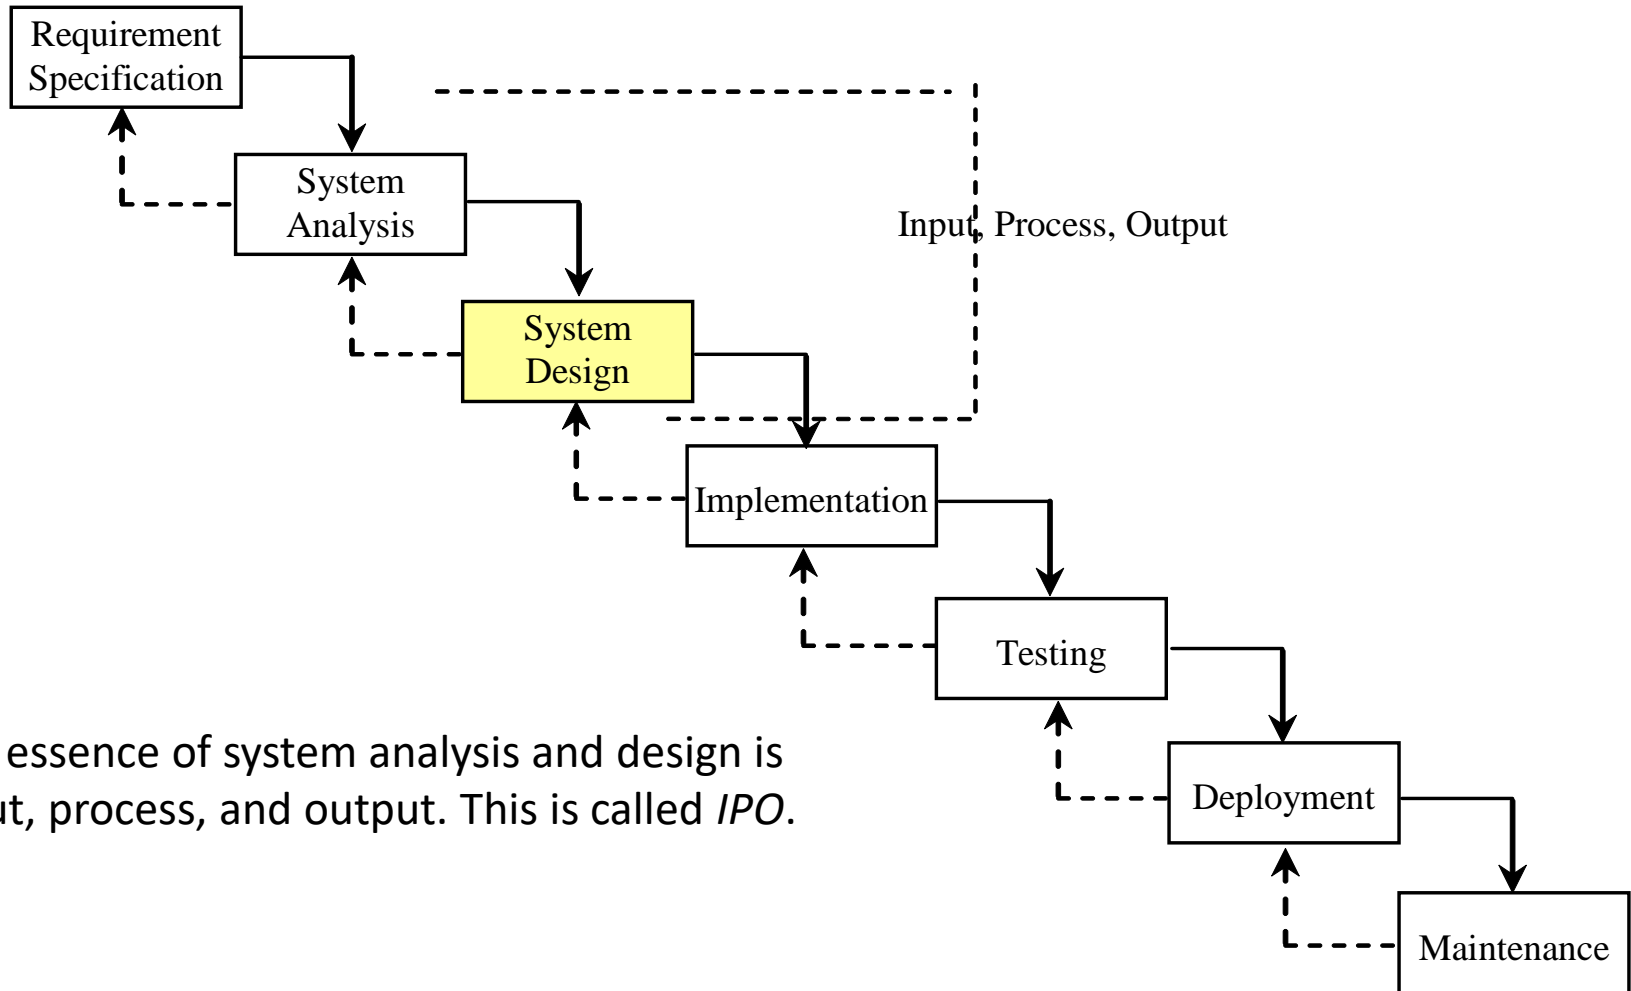 Requirement
Specification
System
Analysis
Input, Process, Output
System
Design
Implementation
Testing
essence of system analysis and design is
process, and output. This is called IPO.
Deployment
Maintenance